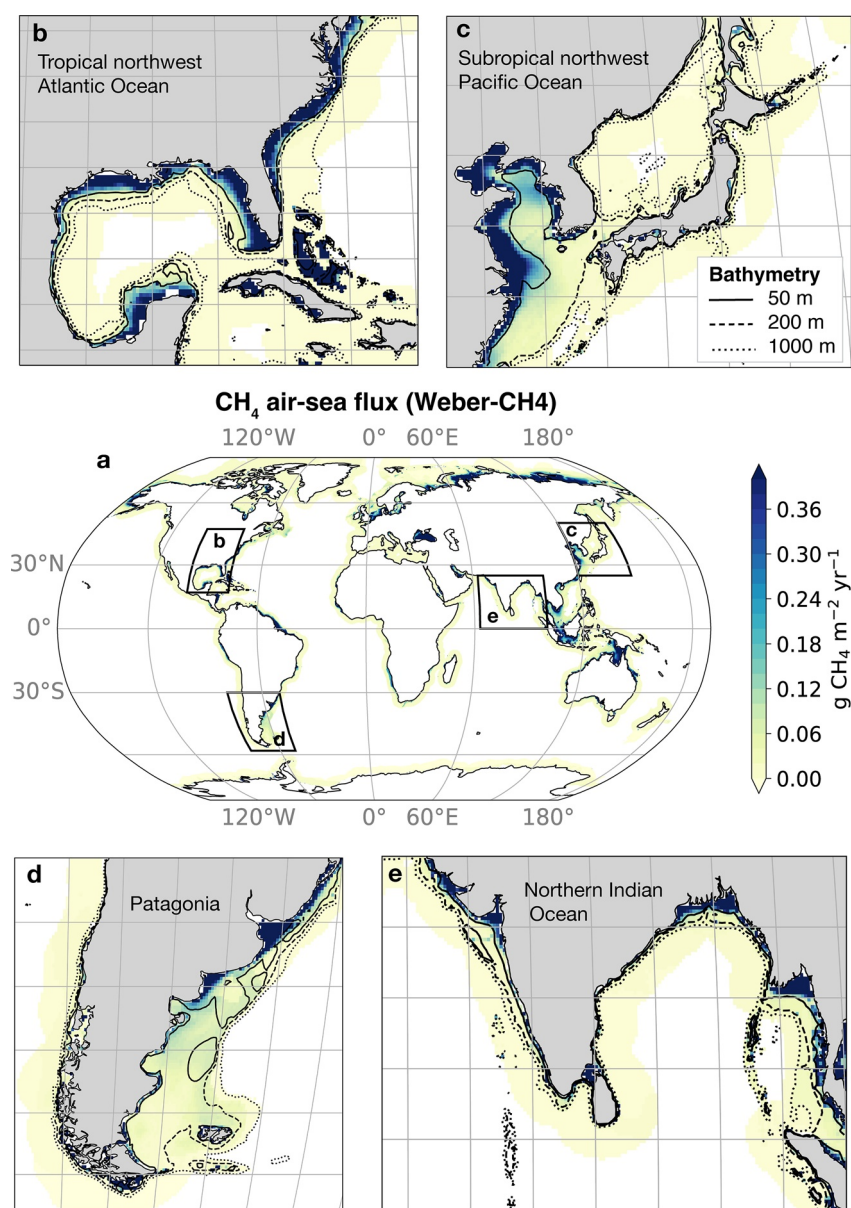 b
Tropical northwest
Atlantic Ocean
c
Subropical northwest
Pacific Ocean
Bathymetry
50 m
200 m
1000 m
CH4 air-sea flux (Weber-CH4)
120°W 0° 60°E 180°
a
b
c
30°N
e
0°
30°S
d
120°W 0° 60°E 180°
0.36
0.30
0.24
0.18
0.12
0.06
0.00
g CH4 m−2 yr−1
d
Patagonia
e
Northern Indian
Ocean